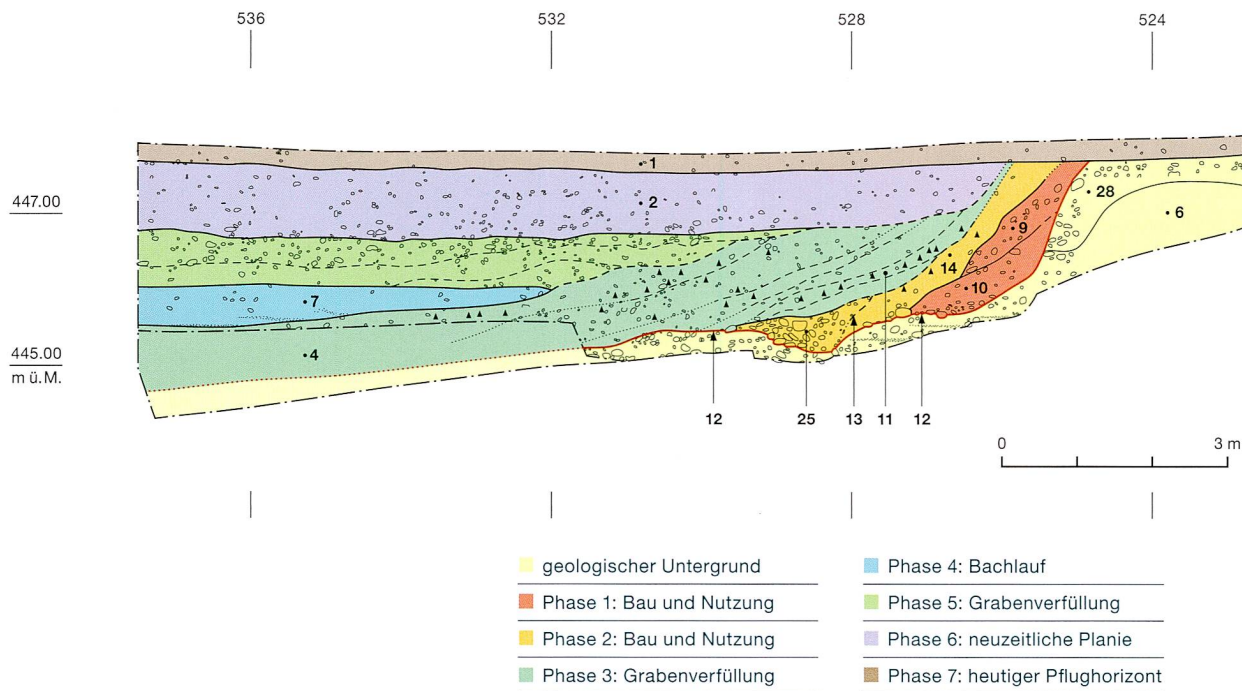 536 532 528 524
1
2
28
447.00
6
9
14
7
10
445.00
4
m ü.M.
12 25 13 11 12
0 3 m
geologischer Untergrund
Phase 1: Bau und Nutzung
Phase 2: Bau und Nutzung
Phase 3: Grabenverfüllung
Phase 4: Bachlauf
Phase 5: Grabenverfüllung
Phase 6: neuzeitliche Planie
Phase 7: heutiger Pflughorizont